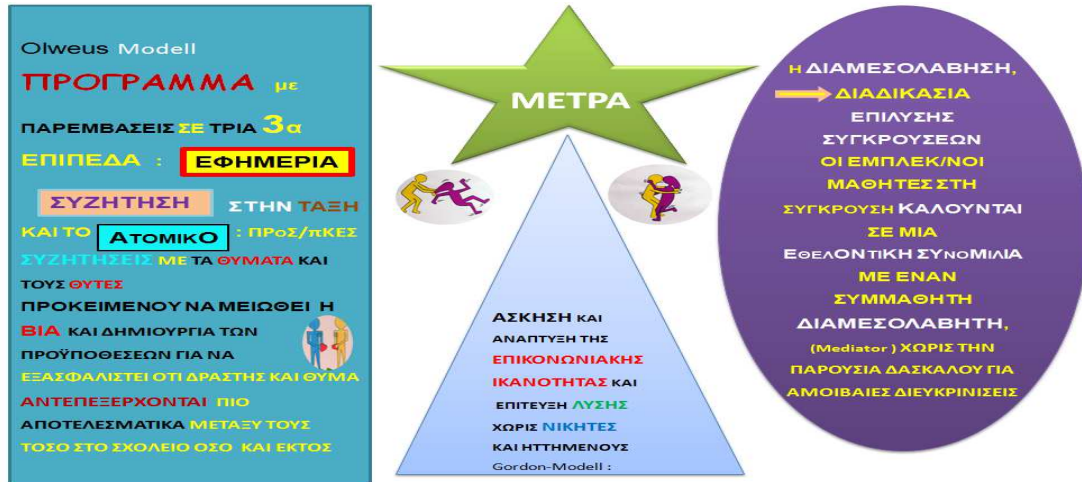 Olweus Modell
ΠΡΟΓΡΑΜΜΑ με
ΠΑΡΕΜΒΑΣΕΙΣ ΣΕ ΤΡΙΑ 3α
ΕΠΙΠΕΔΑ : ΕΦΗΜΕΡΙΑ
ΣΥΖΗΤΗΣΗ ΣΤΗΝ ΤΑΞΗ
ΚΑΙ ΤΟ ΑΤΟΜΙΚΟ : ΠΡοΣ/πΚΕΣ
ΣΥΖΗΤΗΣΕΙΣ ΜΕ ΤΑ ΘΥΜΑΤΑ ΚΑΙ
ΤΟΥΣ ΘΥΤΕΣ
ΠΡΟΚΕΙΜΕΝΟΥ ΝΑ ΜΕΙΩΘΕΙ Η
ΒΙΑ ΚΑΙ ΔΗΜΙΟΥΡΓΙΑ ΤΩΝ
ΠΡΟΫΠΟΘΕΣΕΩΝ ΓΙΑ ΝΑ
ΕΞΑΣΦΑΛΙΣΤΕΙ ΟΤΙ ΔΡΑΣΤΗΣ ΚΑΙ ΘΥΜΑ
ΑΝΤΕΠΕΞΕΡΧΟΝΤΑΙ ΠΙΟ
ΑΠΟΤΕΛΕΣΜΑΤΙΚΑ ΜΕΤΑΞΥ ΤΟΥΣ
ΤΟΣΟ ΣΤΟ ΣΧΟΛΕΙΟ ΟΣΟ ΚΑΙ ΕΚΤΟΣ
ΜΕΤΡΑ
ΑΣΚΗΣΗ ΚΑΙ
ΑΝΑΠΤΥΞΗ ΤΗΣ
ΕΠΙΚΟΝΩΝΙΑΚΗΣ
ΙΚΑΝΟΤΗΤΑΣ ΚΑΙ
ΕΠΙΤΕΥΞΗ ΛΥΣΗΣ
ΧΩΡΙΣ ΝΙΚΗΤΕΣ
ΚΑΙ ΗΤΤΗΜΕΝΟΥΣ
Gordon-Modell :
Η ΔΙΑΜΕΣΟΛΑΒΗΣΗ,
ΔΙΑΔΙΚΑΣΙΑ
ΕΠΙΛΥΣΗΣ
ΣΥΓΚΡΟΥΣΕΩΝ
ΟΙ ΕΜΠΛΕΚ/ΝΟΙ
ΜΑΘΗΤΕΣ ΣΤΗ
ΣΥΓΚΡΟΥΣΗ ΚΑΛΟΥΝΤΑΙ
ΣΕ ΜΙΑ
ΕΘΕΛΟΝΤΙΚΗ ΣΥΝΟΜΙΛΙΑ
ΜΕ ΕΝΑΝ
ΣΥΜΜΑΘΗΤΗ
ΔΙΑΜΕΣΟΛΑΒΗΤΗ,
(Mediator ) ΧΩΡΙΣ ΤΗΝ
ΠΑΡΟΥΣΙΑ ΔΑΣΚΑΛΟΥ ΓΙΑ
ΑΜΟΙΒΑΙΕΣ ΔΙΕΥΚΡΙΝΙΣΕΙΣ